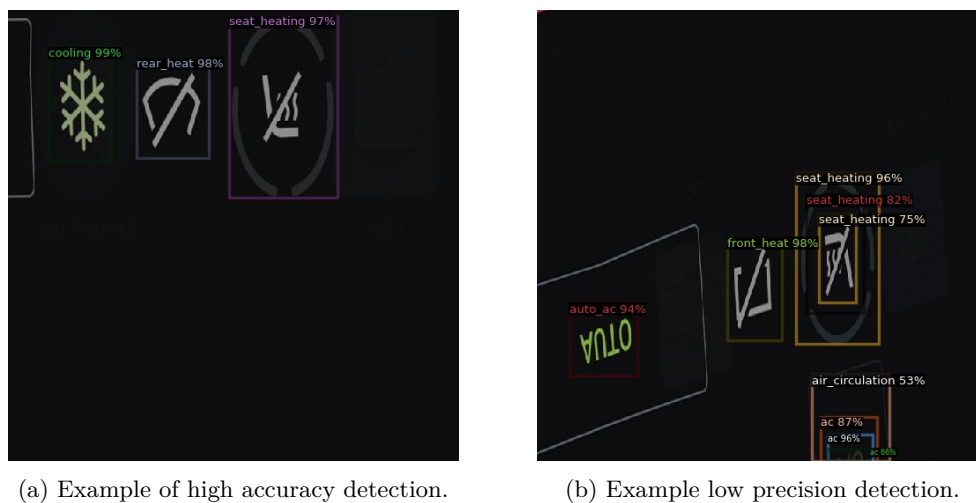 seat_heating 97%
cooling 99%
rear_heat 98%
seat_heating 96%
seat_heating 82%
seat_heating 75%
front_heat 98%
auto_ac 94%
AUTO
air_circulation 53%
ac 87%
ac 96%
ac 66%
(a) Example of high accuracy detection.
(b) Example low precision detection.